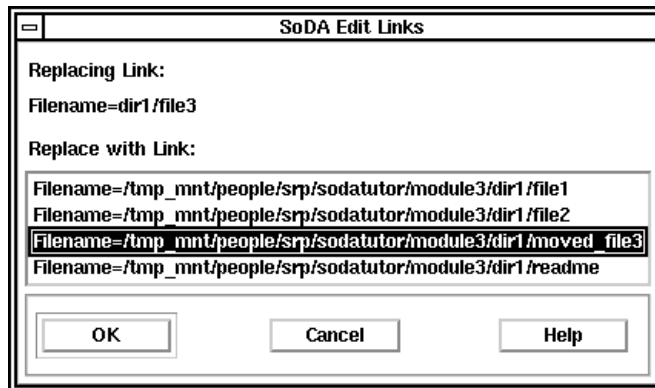 SoDA Edit Links
Replacing Link:
Filename=dir1/file3
Replace with Link:
Filename=/tmp_mnt/people/srp/sodatutor/module3/dir1/file1
Filename=/tmp_mnt/people/srp/sodatutor/module3/dir1/file2
Filename=/tmp_mnt/people/srp/sodatutor/module3/dir1/moved_file3
Filename=/tmp_mnt/people/srp/sodatutor/module3/dir1/readme
OK Cancel Help